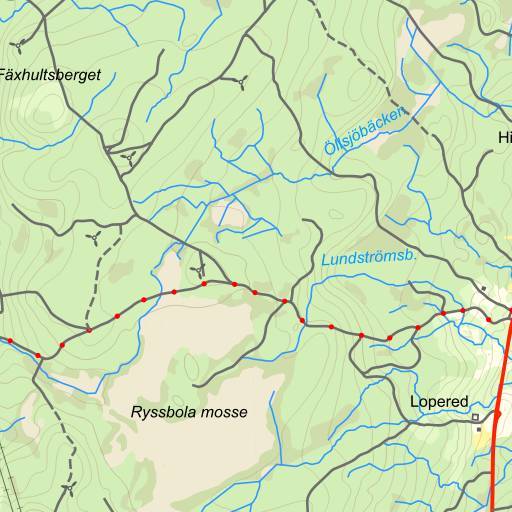 Fäxhultsberget
Öllsjöbäcken
Hi
Lundströmsb.
Lopered
Ryssbola mosse